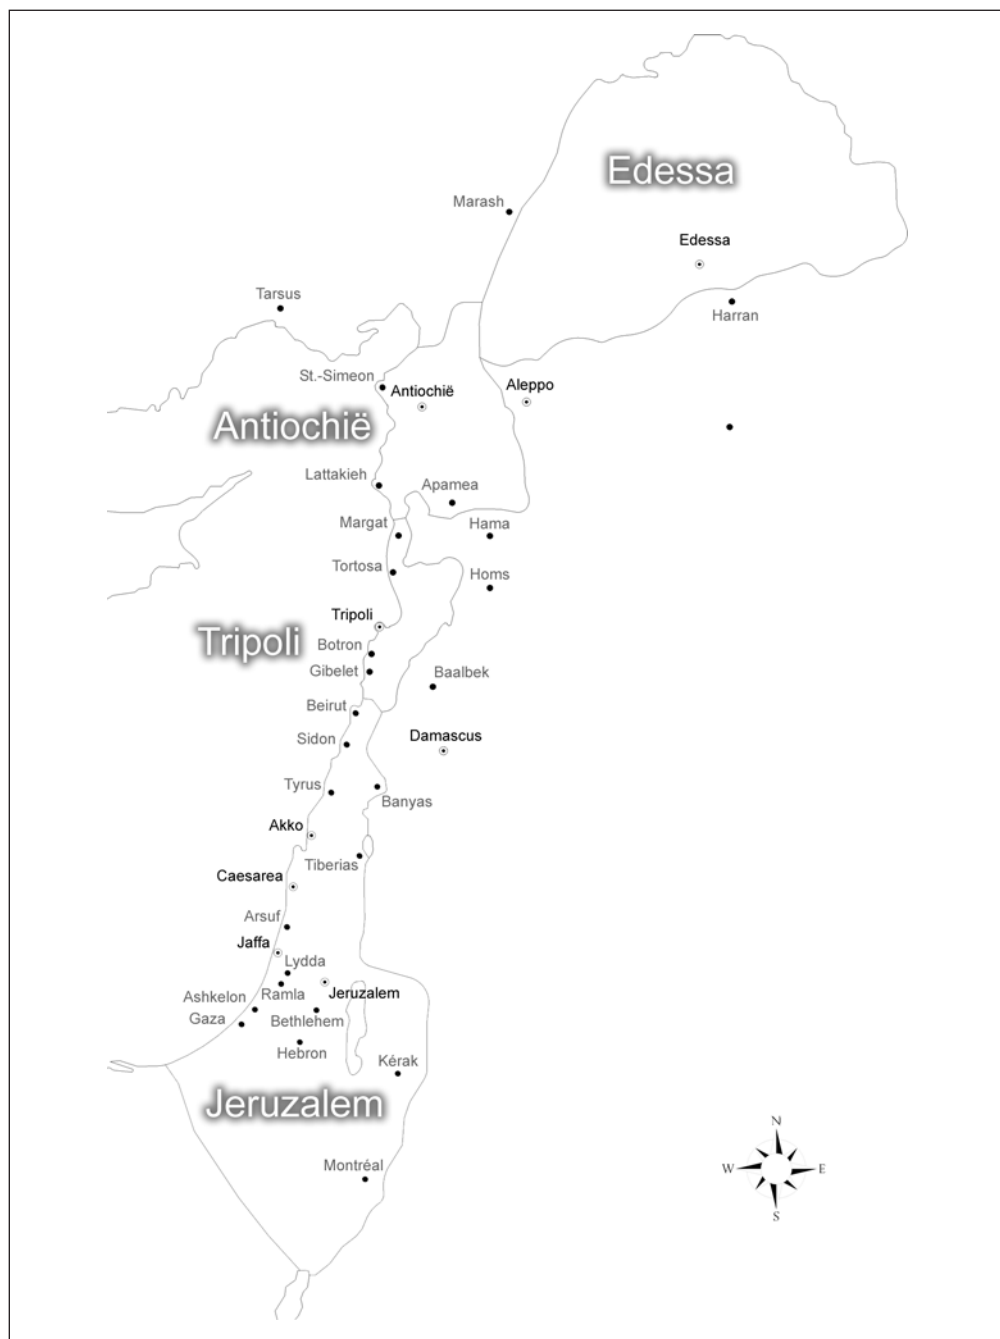 Edessa
Marash
Edessa
Tarsus
Harran
St.-Simeon
Antiochië
Aleppo
Antiochië
Lattakieh
Apamea
Margat
Hama
Tortosa
Homs
Tripoli
Tripoli
Botron
Gibelet
Baalbek
Beirut
Sidon
Damascus
Tyrus
Banyas
Akko
Tiberias
Caesarea
Arsuf
Jaffa
Lydda
Ramla
Jeruzalem
Ashkelon
Gaza
Bethlehem
Hebron
Kérak
Jeruzalem
Montréal
N
W
E
S